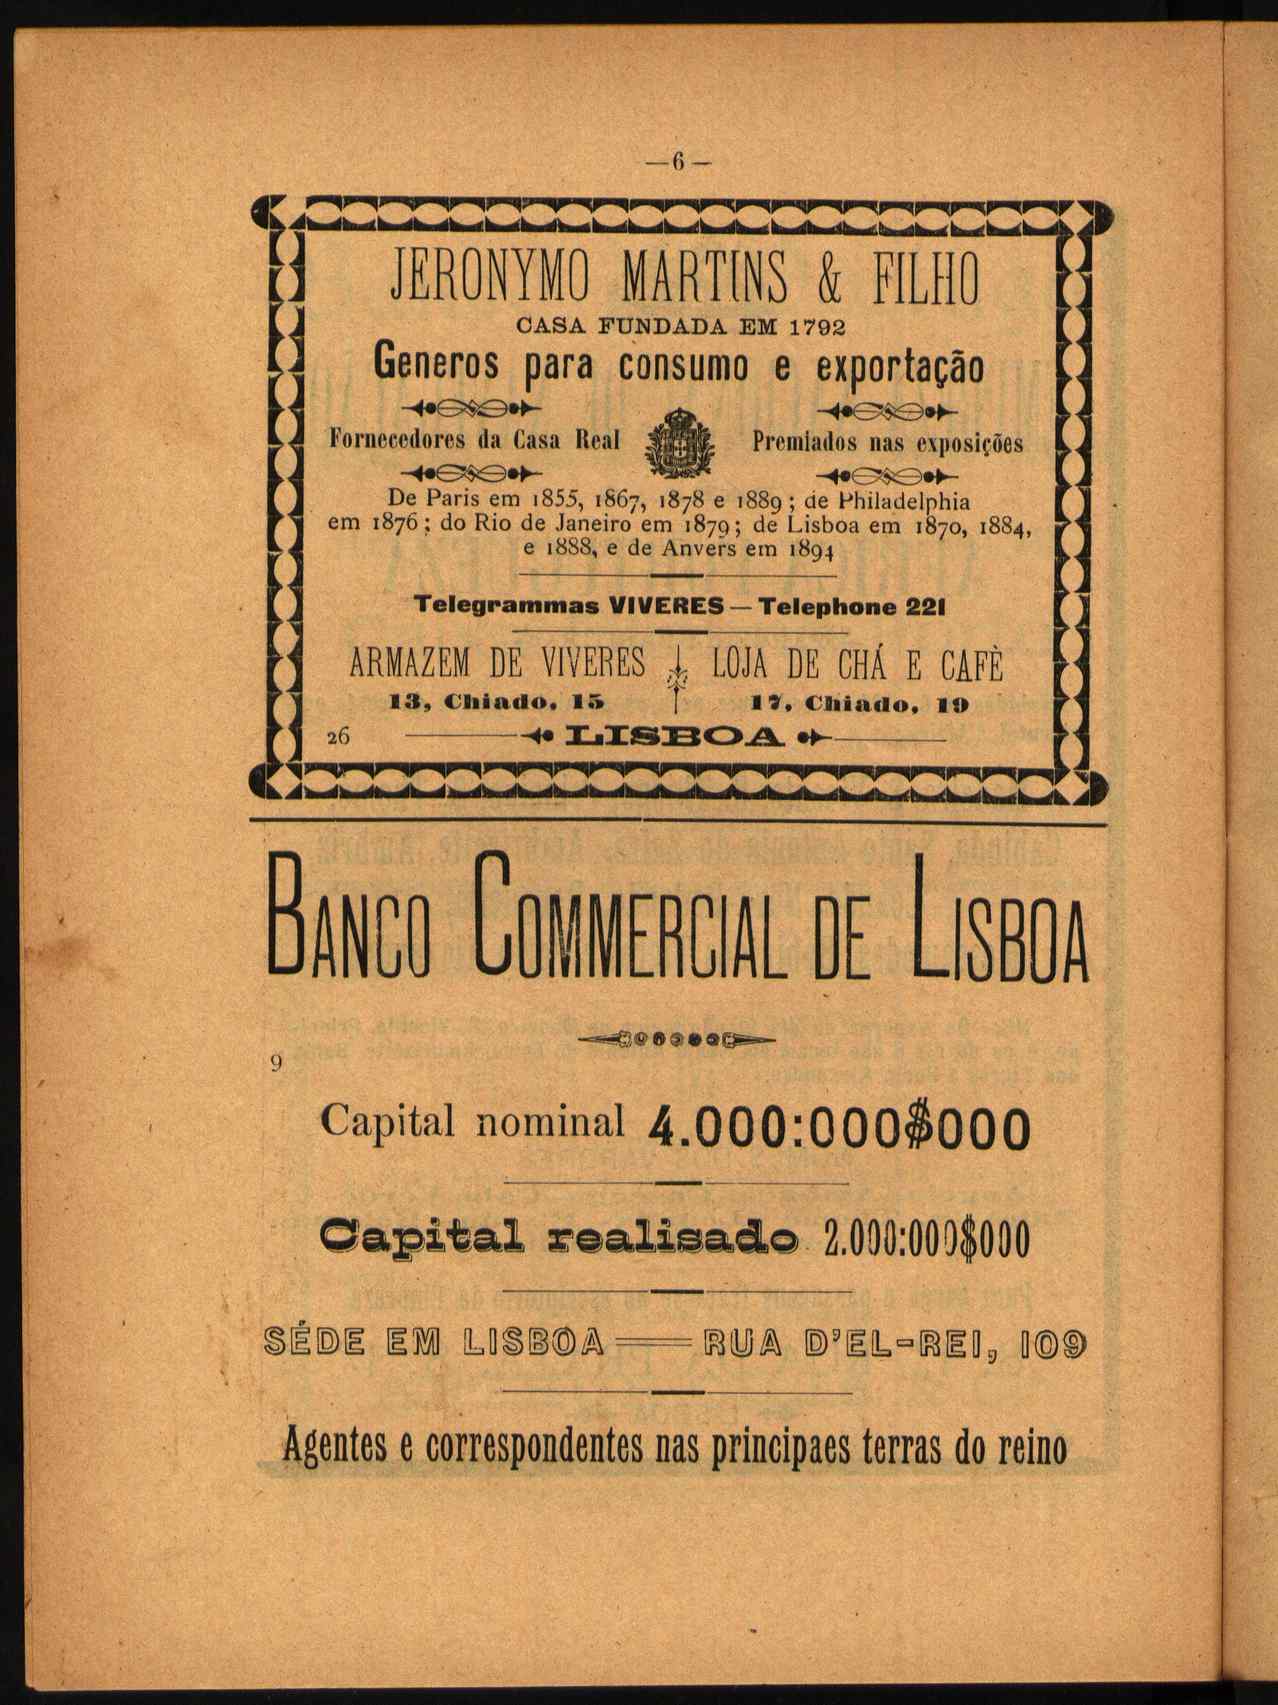 —6—
JERONYMO MARTINS & FILHO
CASA FUNDADA EM 1792
Generos para consumo e exportação
Fornecedores da Casa Real
Premiados nas exposições
De Paris em 1855, 1867, 1878 e 1889; de Philadelphia
em 1876; do Rio de Janeiro em 1879; de Lisboa em 1870, 1884,
e 1888, e de Anvers em 1894
Telegrammas VIVERES — Telephone 221
ARMAZEM DE VIVERES
13, Chiado, 15
LOJA DE CHÁ E CAFÈ
17, Chiado, 19
26
LISBOA
BANCO COMMERCIAL DE LISBOA
9
Capital nominal 4.000:000$000
Capital realisado 2.000:000$000
SÉDE EM LISBOA — RUA D'EL-REI, 109
Agentes e correspondentes nas principaes terras do reino